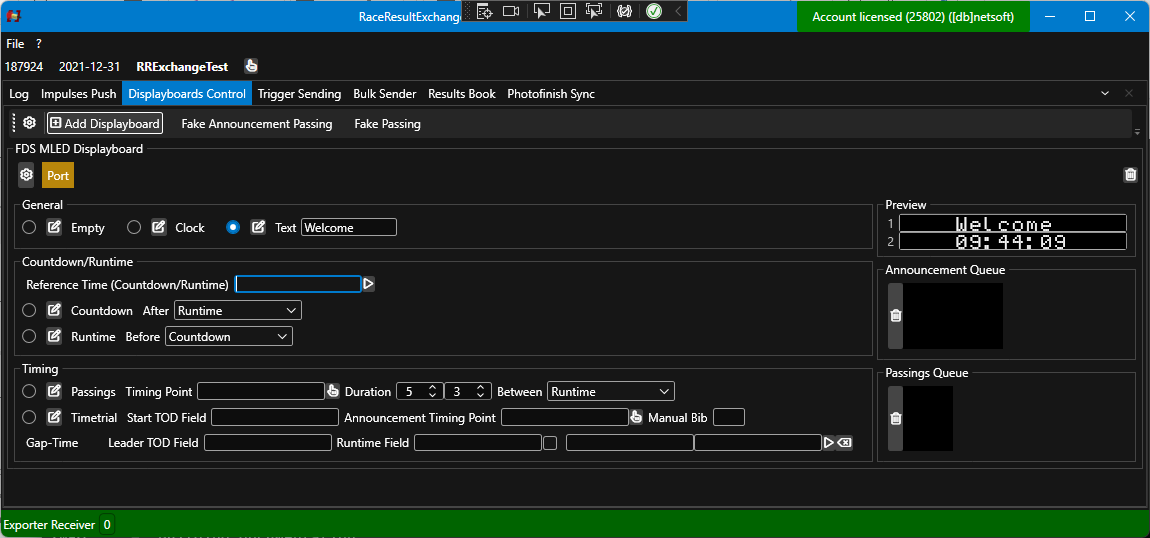 RaceResultExchange
Account licensed (25802) ([db]netsoft)
File ?
187924 2021-12-31 RRExchangeTest
Log Impulses Push Displayboards Control Trigger Sending Bulk Sender Results Book Photofinish Sync
Add Displayboard Fake Announcement Passing Fake Passing
FDS MLED Displayboard
Port
General
Empty Clock Text Welcome
Countdown/Runtime
Reference Time (Countdown/Runtime)
Countdown After Runtime
Runtime Before Countdown
Timing
Passings Timing Point Duration 5 3 Between Runtime
Timetrial Start TOD Field Announcement Timing Point Manual Bib
Gap-Time Leader TOD Field Runtime Field
Preview
1 Welcome
2 09:44:09
Announcement Queue
Passings Queue
Exporter Receiver 0